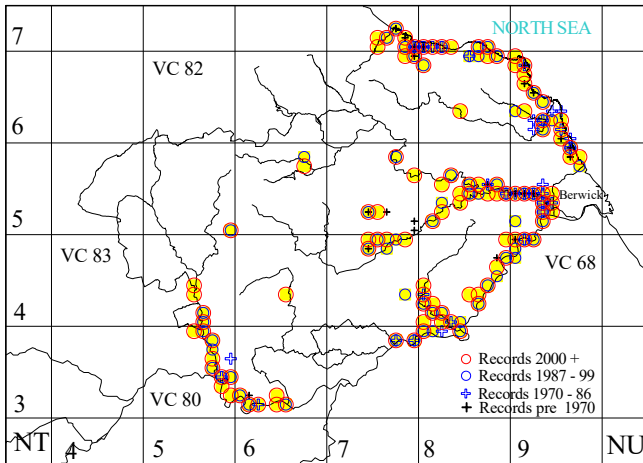 NORTH SEA
7
VC 82
6
Berwick
5
VC 83
VC 68
4
Records 2000 +
Records 1987 - 99
VC 80
Records 1970 - 86
Records pre 1970
3
NT 4 5 6 7 8 9 NU